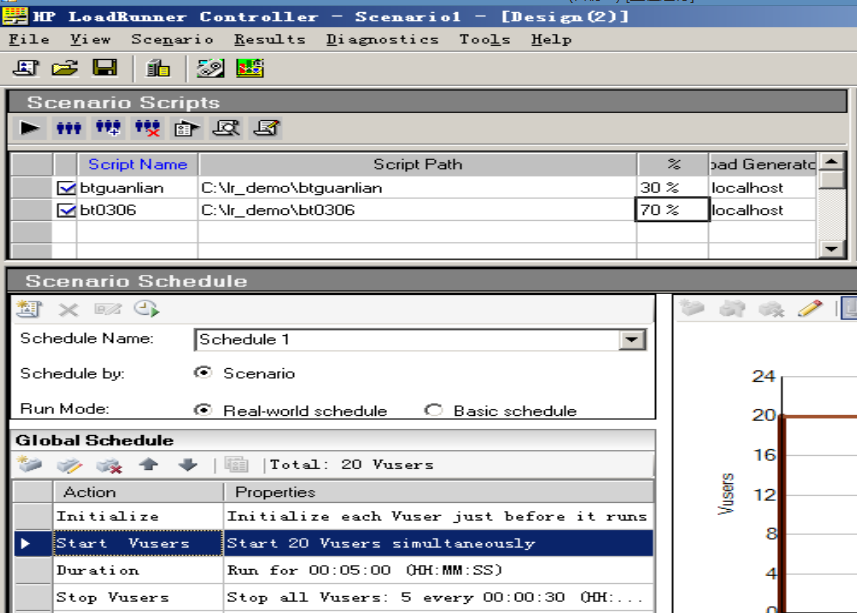 HP LoadRunner Controller - Scenario1 - [Design(2)]
File View Scenario Results Diagnostics Tools Help
Scenario Scripts
Script Name Script Path % oad Generato
btguanlian C:\lr_demo\btguanlian 30 % localhost
bt0306 C:\lr_demo\bt0306 70 % localhost
Scenario Schedule
Schedule Name: Schedule 1
Schedule by: Scenario
Run Mode: Real-world schedule Basic schedule
Global Schedule
Total: 20 Vusers
Action Properties
Initialize Initialize each Vuser just before it runs
Start Vusers Start 20 Vusers simultaneously
Duration Run for 00:05:00 (HH:MM:SS)
Stop Vusers Stop all Vusers: 5 every 00:00:30 (HH:...
24
20
16
12
8
4
0
Vusers